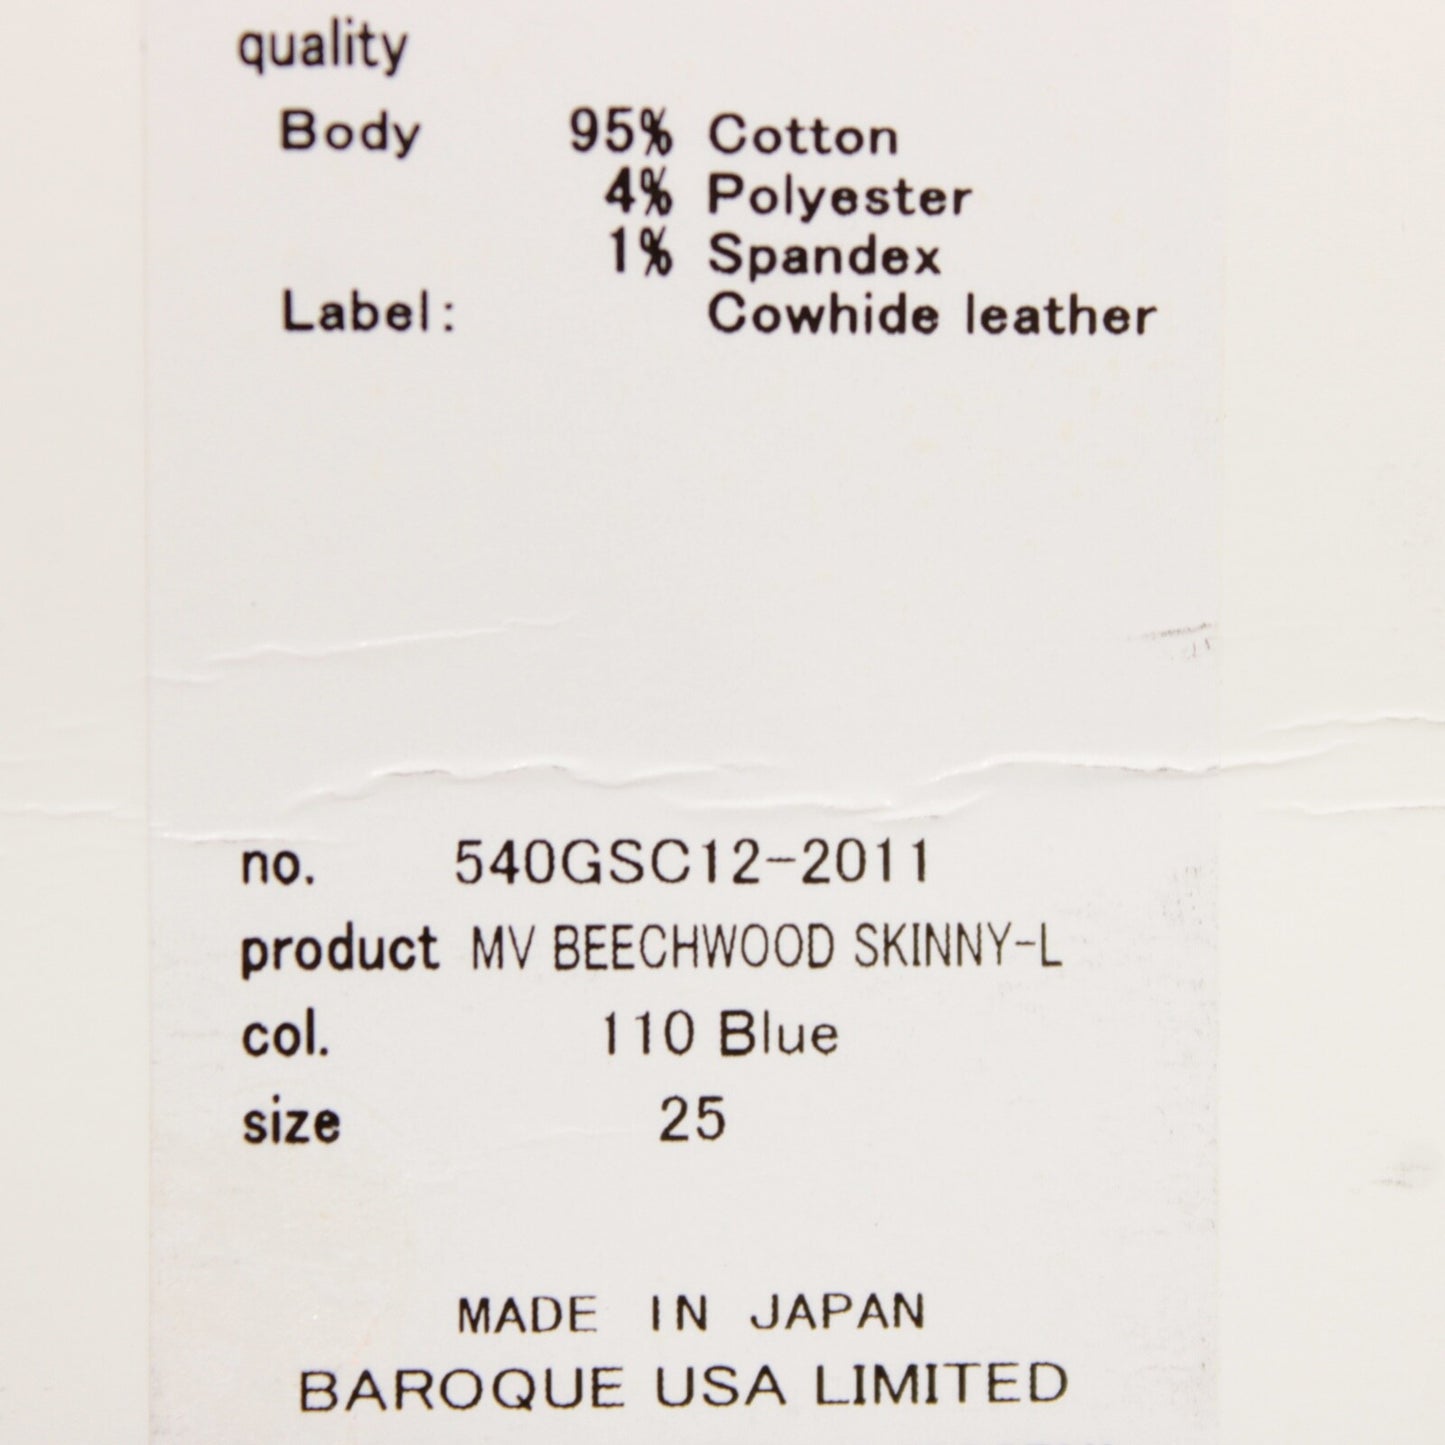 quality
Body 95% Cotton
4% Polyester
1% Spandex
Label: Cowhide leather
no. 540GSC12-2011
product MV BEECHWOOD SKINNY-L
col. 110 Blue
size 25
MADE IN JAPAN
BAROQUE USA LIMITED